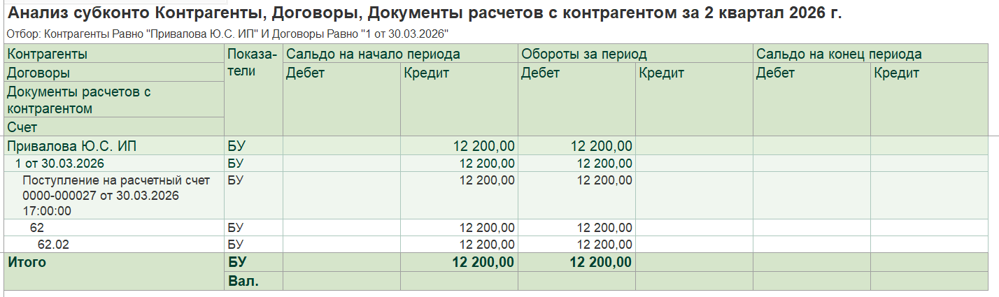 Анализ субконто Контрагенты, Договоры, Документы расчетов с контрагентом за 2 квартал 2026 г.
Отбор: Контрагенты Равно "Привалова Ю.С. ИП" И Договоры Равно "1 от 30.03.2026"
Контрагенты Показа- Сальдо на начало периода Обороты за период Сальдо на конец периода
Договоры тели Дебет Кредит Дебет Кредит Дебет Кредит
Документы расчетов с
контрагентом
Счет
Привалова Ю.С. ИП БУ 12 200,00 12 200,00
1 от 30.03.2026 БУ 12 200,00 12 200,00
Поступление на расчетный счет БУ 12 200,00 12 200,00
0000-000027 от 30.03.2026
17:00:00
62 БУ 12 200,00 12 200,00
62.02 БУ 12 200,00 12 200,00
Итого БУ 12 200,00 12 200,00
Вал.